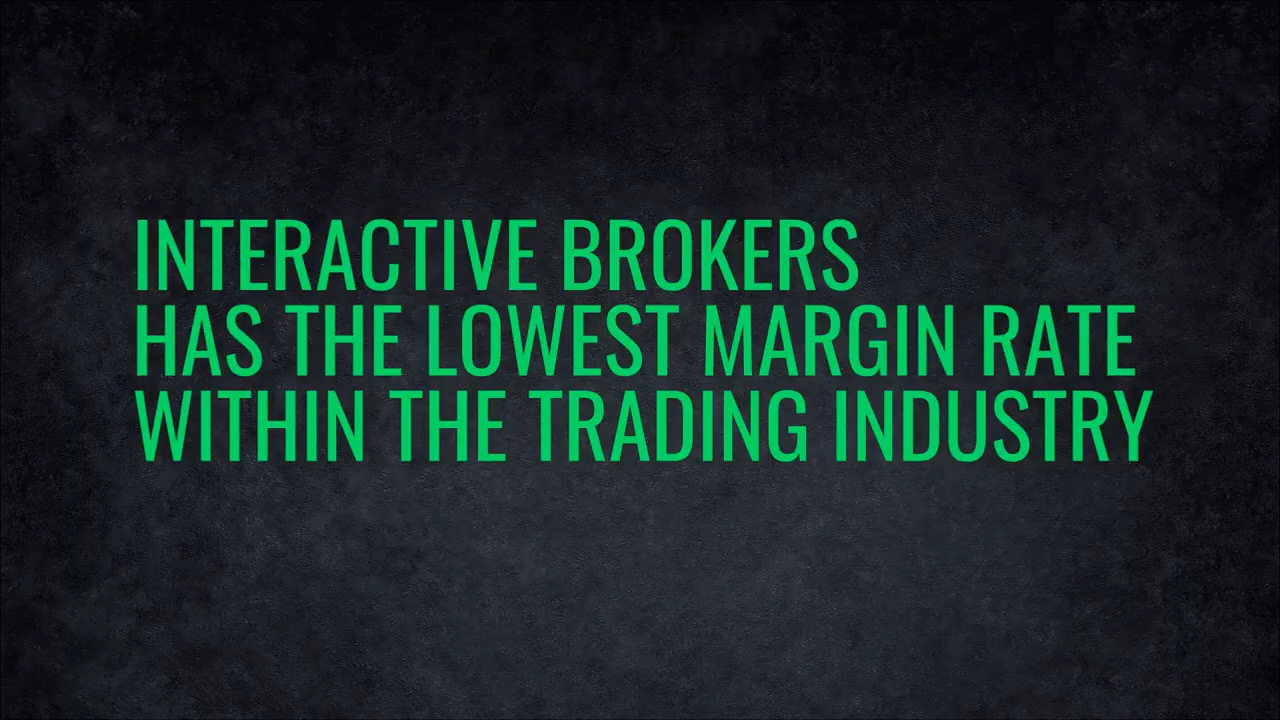 INTERACTIVE BROKERS
HAS THE LOWEST MARGIN RATE
WITHIN THE TRADING INDUSTRY